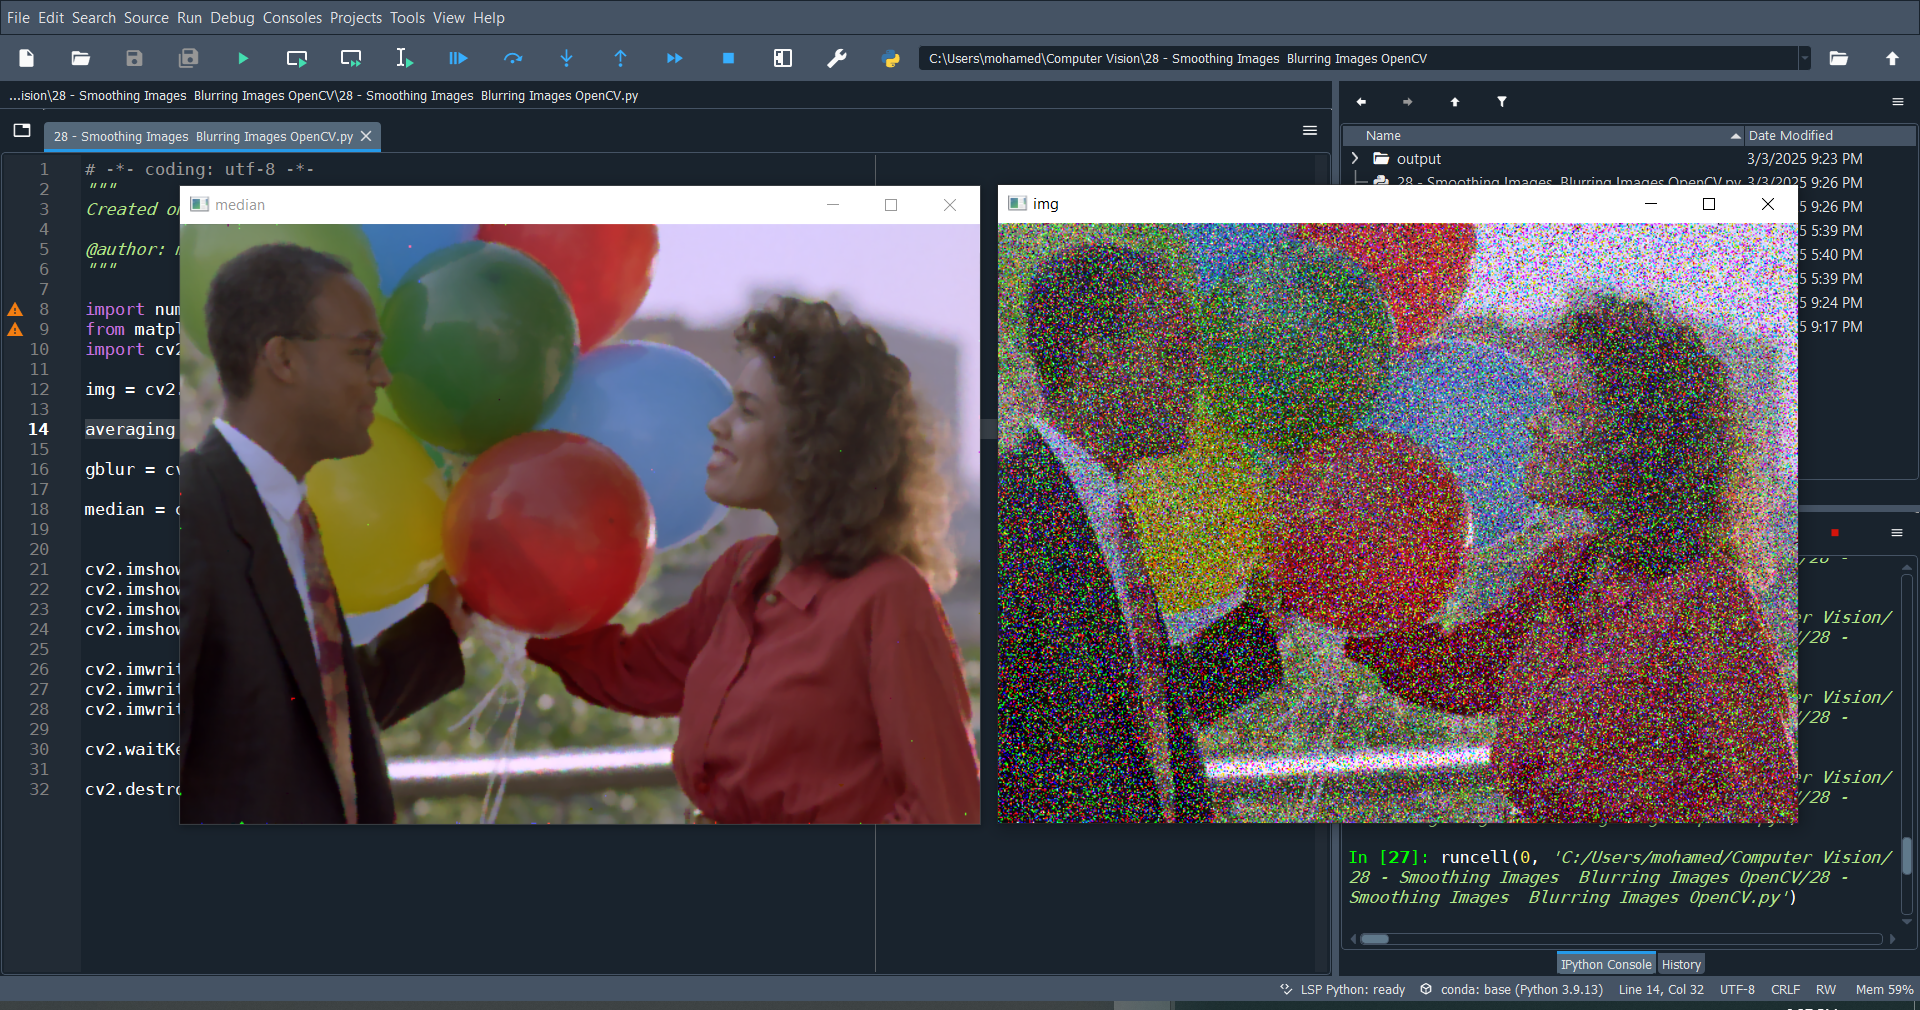 File Edit Search Source Run Debug Consoles Projects Tools View Help
C:\Users\mohamed\Computer Vision\28 - Smoothing Images  Blurring Images OpenCV
...ision\28 - Smoothing Images  Blurring Images OpenCV\28 - Smoothing Images  Blurring Images OpenCV.py
28 - Smoothing Images  Blurring Images OpenCV.py
1 # -*- coding: utf-8 -*-
2 """
3 Created
4
5 @author:
6 """
7
8 import num
9 from matpl
10 import cv2
11
12 img = cv2.
13
14 averaging
15
16 gblur = cv
17
18 median =
19
20
21 cv2.imshow
22 cv2.imshow
23 cv2.imshow
24 cv2.imshow
25
26 cv2.imwrit
27 cv2.imwrit
28 cv2.imwrit
29
30 cv2.waitKe
31
32 cv2.destro
median
img
Name Date Modified
output 3/3/2025 9:23 PM
28 - Smoothing Images  Blurring Images OpenCV.py 3/3/2025 9:26 PM
5 9:26 PM
5 5:39 PM
5 5:40 PM
5 5:39 PM
5 9:24 PM
5 9:17 PM
/28 -
er Vision/
/28 -
er Vision/
/28 -
er Vision/
/28 -
In [27]: runcell(0, 'C:/Users/mohamed/Computer Vision/
28 - Smoothing Images  Blurring Images OpenCV/28 -
Smoothing Images  Blurring Images OpenCV.py')
IPython Console History
LSP Python: ready conda: base (Python 3.9.13) Line 14, Col 32 UTF-8 CRLF RW Mem 59%